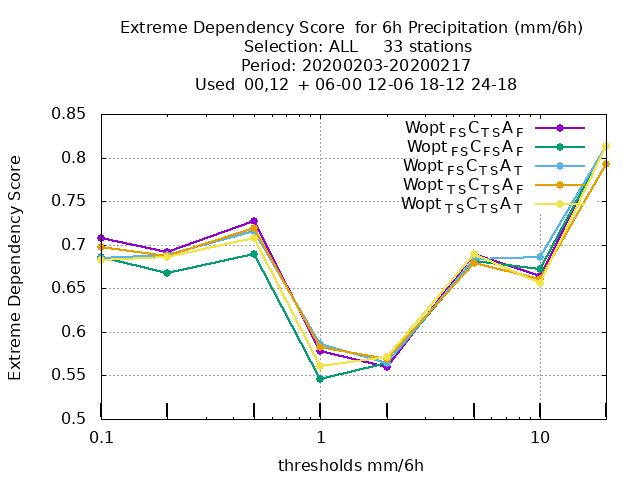 Extreme Dependency Score for 6h Precipitation (mm/6h)
Selection: ALL 33 stations
Period: 20200203-20200217
Used 00,12 + 06-00 12-06 18-12 24-18
Wopt FS C TS A F
Wopt FS C FS A F
Wopt FS C TS A T
Wopt TS C TS A F
Wopt TS C TS A T
Extreme Dependency Score
0.85
0.8
0.75
0.7
0.65
0.6
0.55
0.5
0.1 1 10
thresholds mm/6h